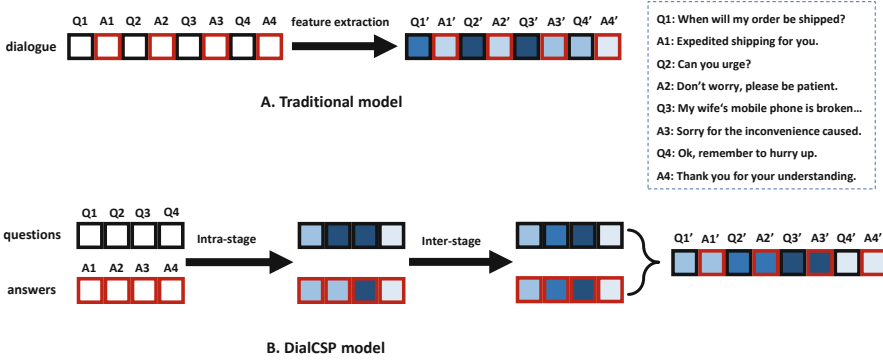 Q1 A1 Q2 A2 Q3 A3 Q4 A4
feature extraction
Q1′ A1′ Q2′ A2′ Q3′ A3′ Q4′ A4′
dialogue
A. Traditional model
Q1: When will my order be shipped?
A1: Expedited shipping for you.
Q2: Can you urge?
A2: Don't worry, please be patient.
Q3: My wife's mobile phone is broken…
A3: Sorry for the inconvenience caused.
Q4: Ok, remember to hurry up.
A4: Thank you for your understanding.
Q1 Q2 Q3 Q4
questions
Intra-stage
Inter-stage
A1 A2 A3 A4
answers
Q1′ A1′ Q2′ A2′ Q3′ A3′ Q4′ A4′
B. DialCSP model